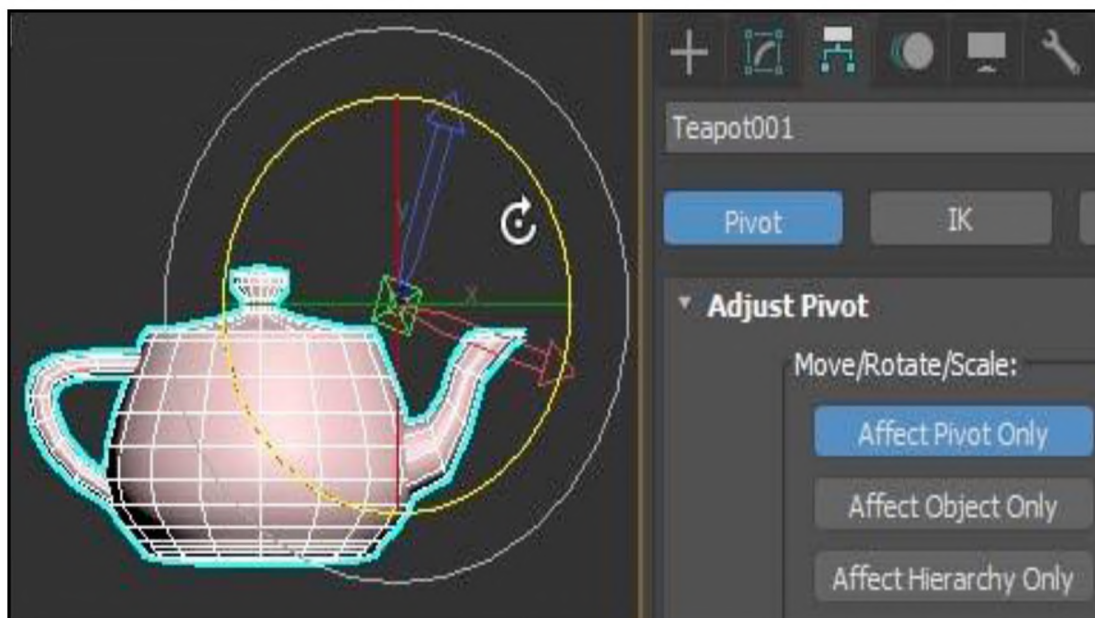 Teapot001
Pivot
IK
Adjust Pivot
Move/Rotate/Scale:
Affect Pivot Only
Affect Object Only
Affect Hierarchy Only
y
X